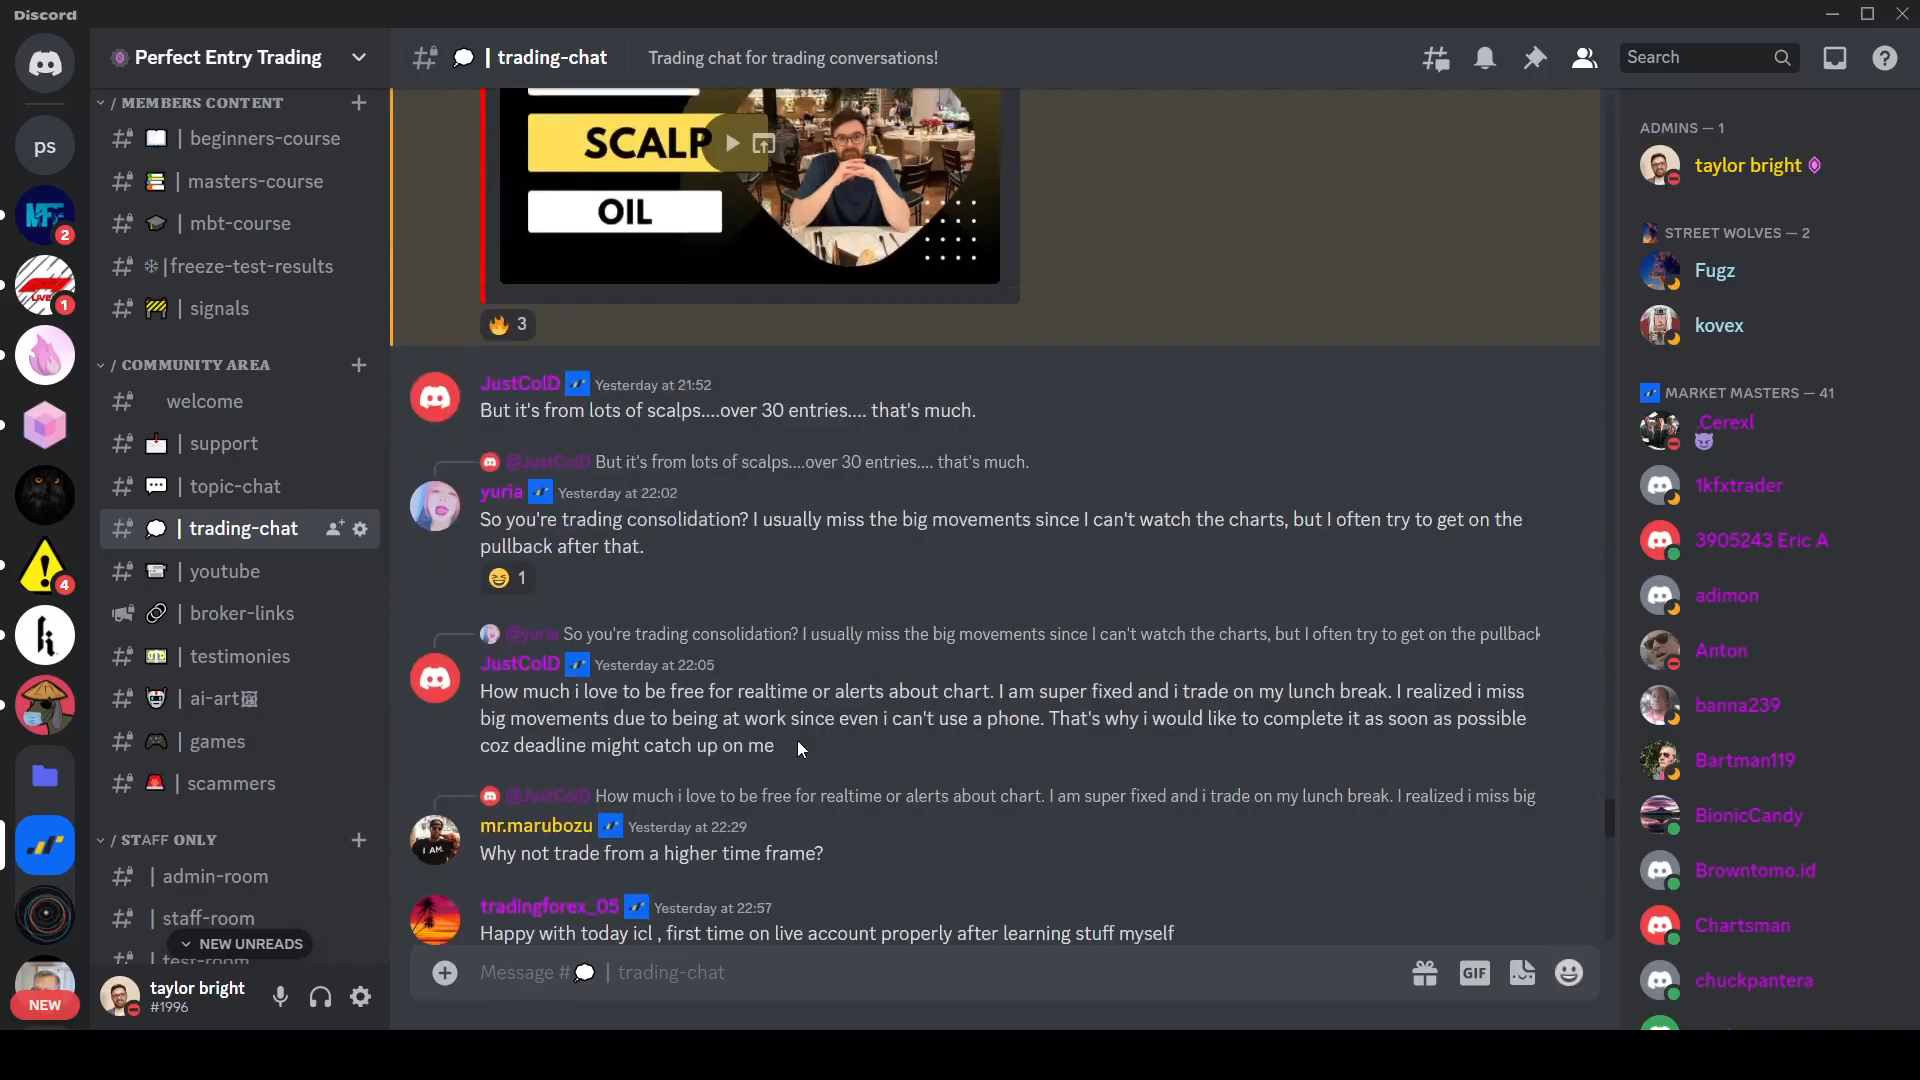 Discord
Perfect Entry Trading
| trading-chat
Trading chat for trading conversations!
Search
ps
2
LIVE
1
4
NEW
/ MEMBERS CONTENT
| beginners-course
| masters-course
| mbt-course
|freeze-test-results
| signals
/ COMMUNITY AREA
welcome
| support
| topic-chat
| trading-chat
| youtube
| broker-links
| testimonies
| ai-art
| games
| scammers
/ STAFF ONLY
| admin-room
| staff-room
NEW UNREADS
test-room
taylor bright
#1996
SCALP
OIL
3
JustColD Yesterday at 21:52
But it's from lots of scalps....over 30 entries.... that's much.
@JustColD But it's from lots of scalps....over 30 entries.... that's much.
yuria Yesterday at 22:02
So you're trading consolidation? I usually miss the big movements since I can't watch the charts, but I often try to get on the
pullback after that.
1
@yuria So you're trading consolidation? I usually miss the big movements since I can't watch the charts, but I often try to get on the pullback
JustColD Yesterday at 22:05
How much i love to be free for realtime or alerts about chart. I am super fixed and i trade on my lunch break. I realized i miss
big movements due to being at work since even i can't use a phone. That's why i would like to complete it as soon as possible
coz deadline might catch up on me
@JustColD How much i love to be free for realtime or alerts about chart. I am super fixed and i trade on my lunch break. I realized i miss big
mr.marubozu Yesterday at 22:29
I AM.
Why not trade from a higher time frame?
tradingforex_05 Yesterday at 22:57
Happy with today icl , first time on live account properly after learning stuff myself
Message # | trading-chat
GIF
ADMINS — 1
taylor bright
STREET WOLVES — 2
Fugz
kovex
MARKET MASTERS — 41
.Cerexl
1kfxtrader
3905243 Eric A
adimon
Anton
banna239
Bartman119
BionicCandy
Browntomo.id
Chartsman
chuckpantera